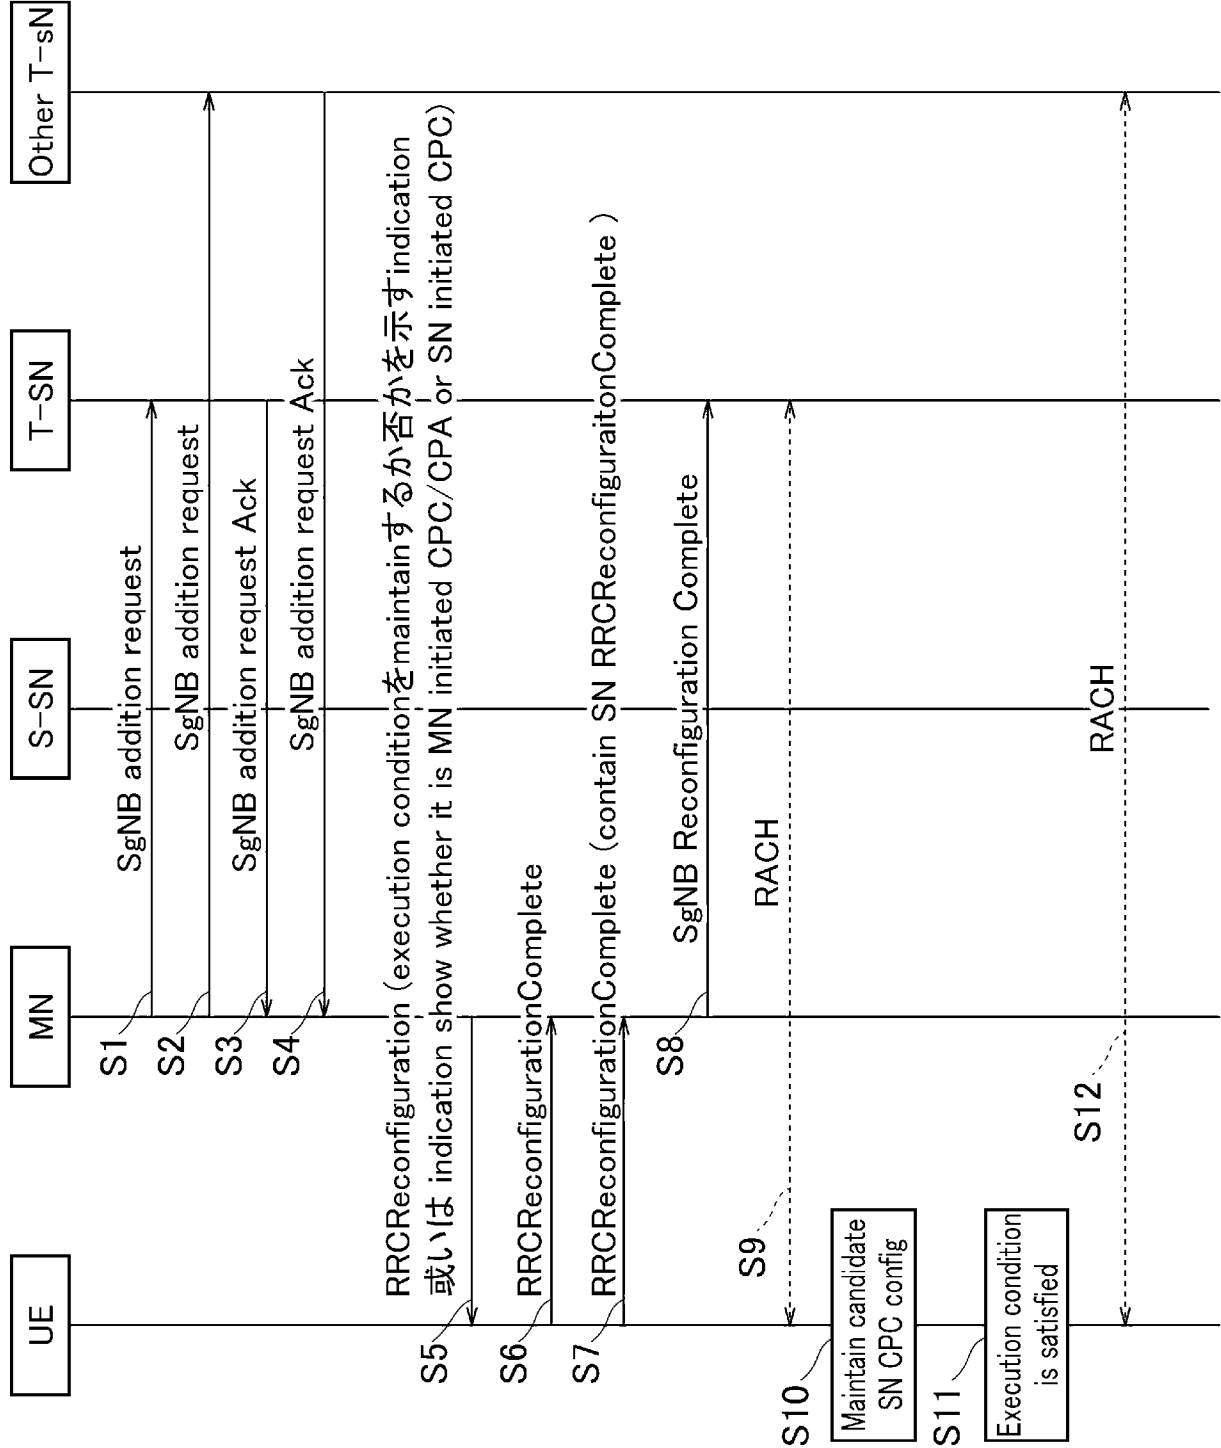 UE
MN
S-SN
T-SN
Other T-sN
S1
SgNB addition request
S2
SgNB addition request
S3
SgNB addition request Ack
S4
SgNB addition request Ack
RRCReconfiguration (execution conditionをmaintainするか否かを示すindication
或いは indication show whether it is MN initiated CPC/CPA or SN initiated CPC)
S5
RRCReconfigurationComplete
S6
RRCReconfigurationComplete (contain SN RRCReconfiguraitonComplete )
S7
SgNB Reconfiguration Complete
S8
RACH
S9
S10
Maintain candidate
SN CPC config
S11
Execution condition
is satisfied
RACH
S12